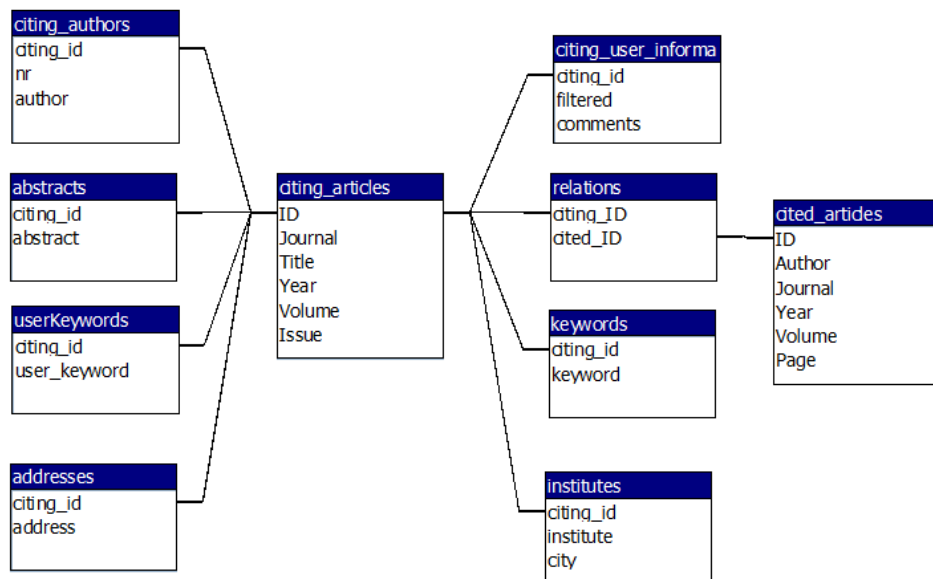 citing_authors
citing_id
nr
author
abstracts
citing_id
abstract
userKeywords
citing_id
user_keyword
addresses
citing_id
address
citing_articles
ID
Journal
Title
Year
Volume
Issue
citing_user_informa
citing_id
filtered
comments
relations
citing_ID
cited_ID
keywords
citing_id
keyword
institutes
citing_id
institute
city
cited_articles
ID
Author
Journal
Year
Volume
Page